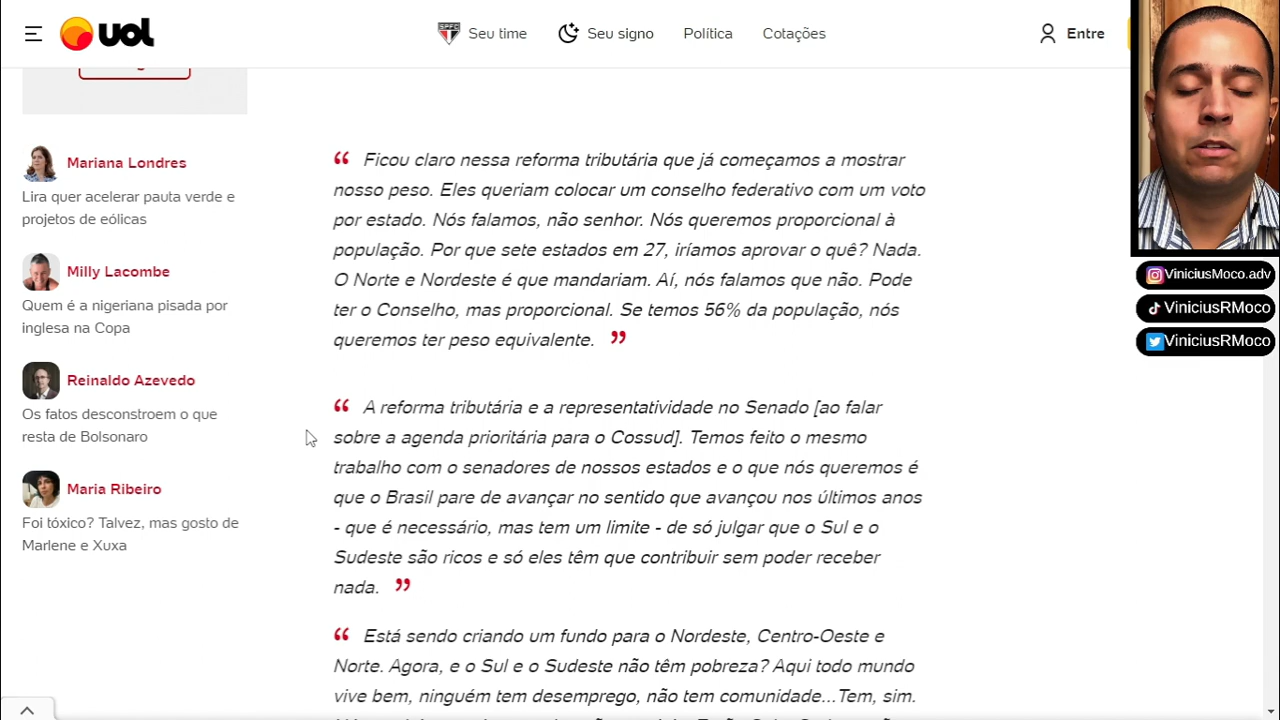 uol
SPFC
Seu time
Seu signo
Política
Cotações
Entre
Mariana Londres
Lira quer acelerar pauta verde e
projetos de eólicas
Milly Lacombe
Quem é a nigeriana pisada por
inglesa na Copa
Reinaldo Azevedo
Os fatos desconstroem o que
resta de Bolsonaro
Maria Ribeiro
Foi tóxico? Talvez, mas gosto de
Marlene e Xuxa
“ Ficou claro nessa reforma tributária que já começamos a mostrar
nosso peso. Eles queriam colocar um conselho federativo com um voto
por estado. Nós falamos, não senhor. Nós queremos proporcional à
população. Por que sete estados em 27, iríamos aprovar o quê? Nada.
O Norte e Nordeste é que mandariam. Aí, nós falamos que não. Pode
ter o Conselho, mas proporcional. Se temos 56% da população, nós
queremos ter peso equivalente. ”
“ A reforma tributária e a representatividade no Senado [ao falar
sobre a agenda prioritária para o Cossud]. Temos feito o mesmo
trabalho com o senadores de nossos estados e o que nós queremos é
que o Brasil pare de avançar no sentido que avançou nos últimos anos
- que é necessário, mas tem um limite - de só julgar que o Sul e o
Sudeste são ricos e só eles têm que contribuir sem poder receber
nada. ”
“ Está sendo criando um fundo para o Nordeste, Centro-Oeste e
Norte. Agora, e o Sul e o Sudeste não têm pobreza? Aqui todo mundo
vive bem, ninguém tem desemprego, não tem comunidade...Tem, sim.
ViniciusMoco.adv
ViniciusRMoco
ViniciusRMoco